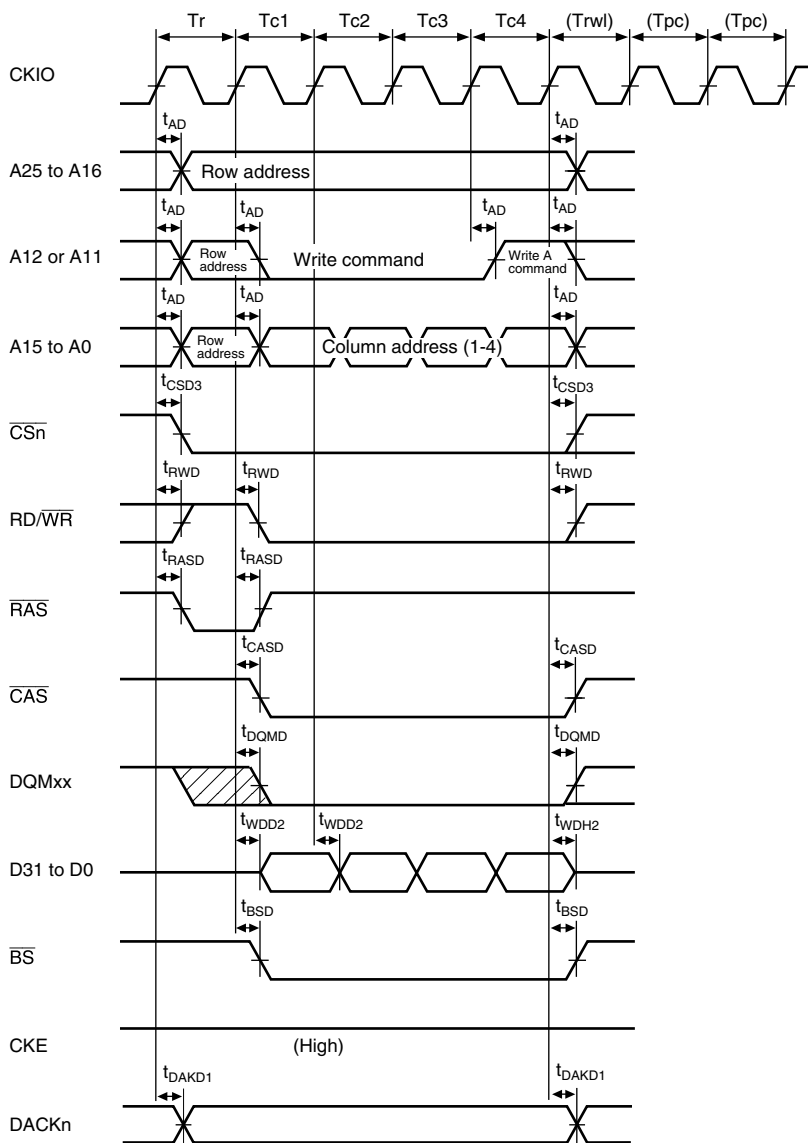 Tr Tc1 Tc2 Tc3 Tc4 (Trwl) (Tpc) (Tpc)
CKIO
tAD tAD
A25 to A16 Row address
tAD tAD tAD tAD
A12 or A11 Row address Write command Write A command
tAD tAD tAD
A15 to A0 Row address Column address (1-4)
tCSD3 tCSD3
CSn
tRWD tRWD tRWD
RD/WR
tRASD tRASD
RAS
tCASD tCASD
CAS
tDQMD tDQMD
DQMxx
tWDD2 tWDD2 tWDH2
D31 to D0
tBSD tBSD
BS
CKE (High)
tDAKD1 tDAKD1
DACKn